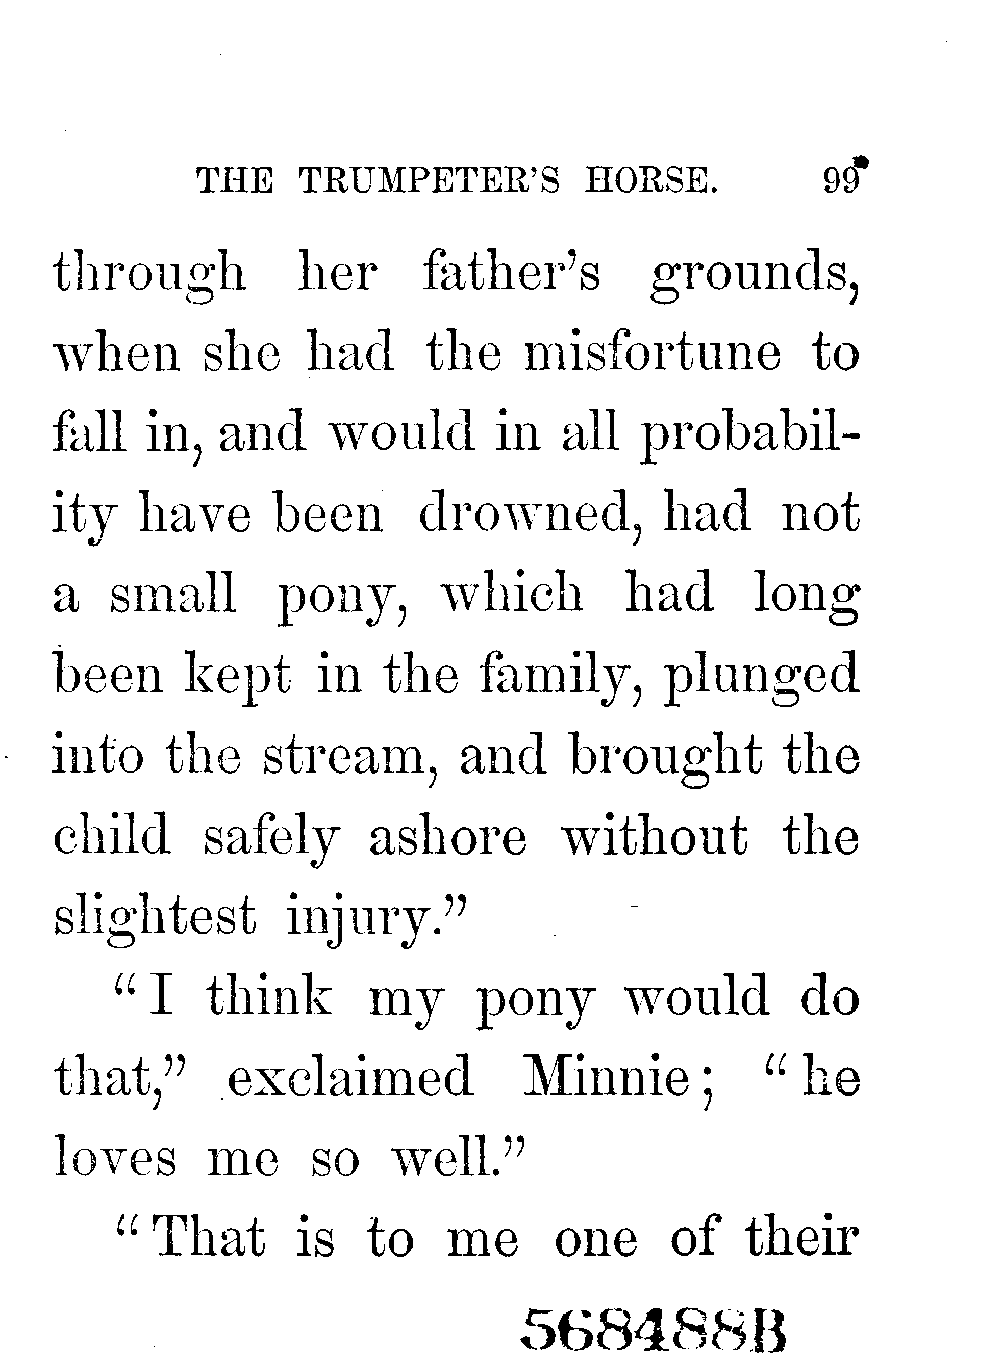 THE TRUMPETER'S HORSE. 99
through her father's grounds,
when she had the misfortune to
fall in, and would in all probabil-
ity have been drowned, had not
a small pony, which had long
been kept in the family, plunged
into the stream, and brought the
child safely ashore without the
slightest injury."
"I think my pony would do
that," exclaimed Minnie; "he
loves me so well."
"That is to me one of their
568488B